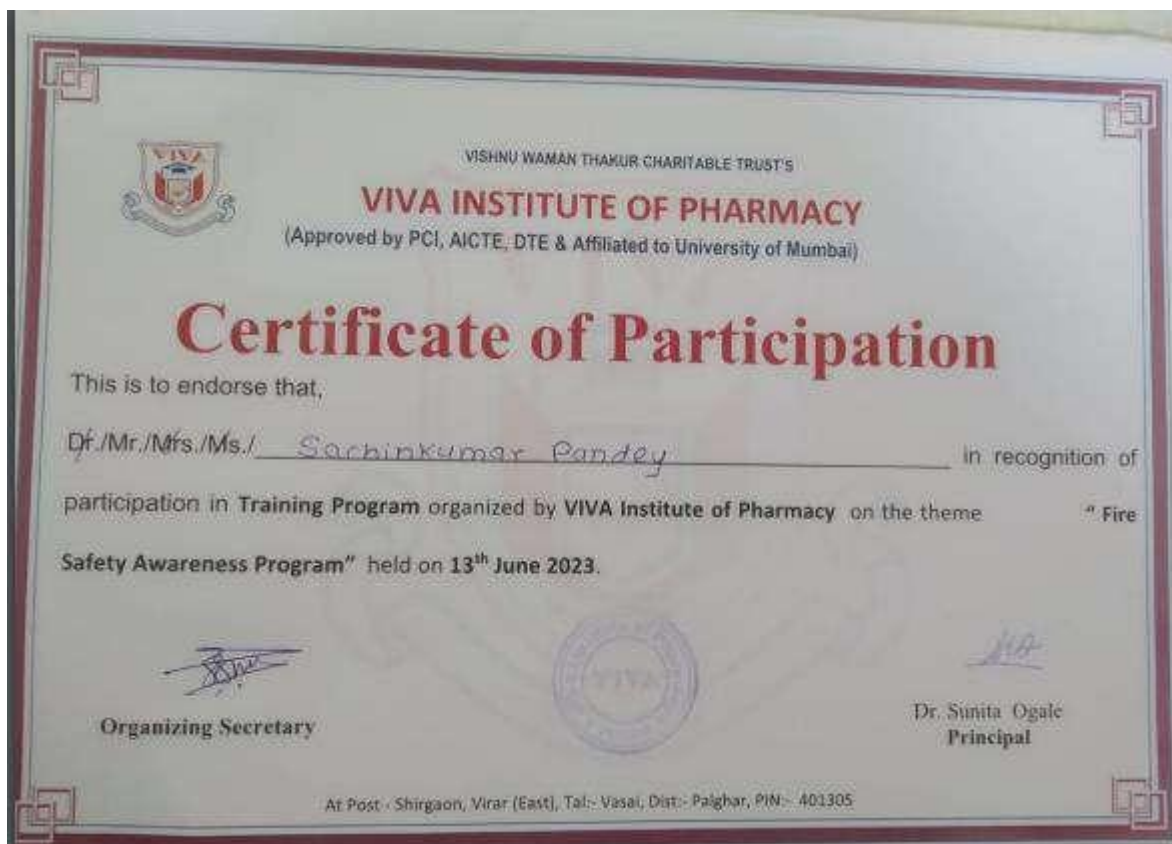 VIVA
VISHNU WAMAN THAKUR CHARITABLE TRUST'S
VIVA INSTITUTE OF PHARMACY
(Approved by PCI, AICTE, DTE & Affiliated to University of Mumbai)
Certificate of Participation
This is to endorse that,
Dr./Mr./Mrs./Ms./ Sachinkumar Pandey in recognition of
participation in Training Program organized by VIVA Institute of Pharmacy on the theme " Fire
Safety Awareness Program" held on 13th June 2023.
VIVA
Organizing Secretary
Dr. Sunita Ogale
Principal
At Post - Shirgaon, Virar (East), Tal:- Vasai, Dist:- Palghar, PIN:- 401305